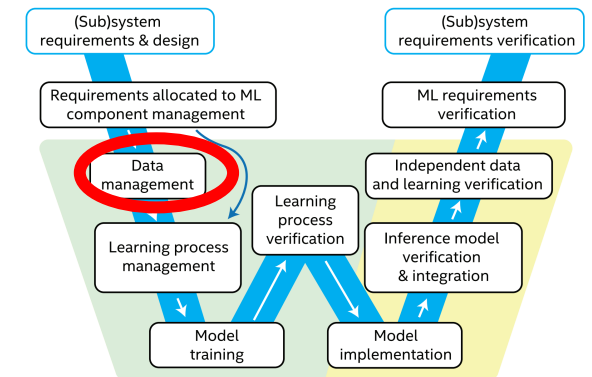 (Sub)system
requirements & design
(Sub)system
requirements verification
Requirements allocated to ML
component management
ML requirements
verification
Data
management
Independent data
and learning verification
Learning
process
verification
Learning process
management
Inference model
verification
& integration
Model
training
Model
implementation